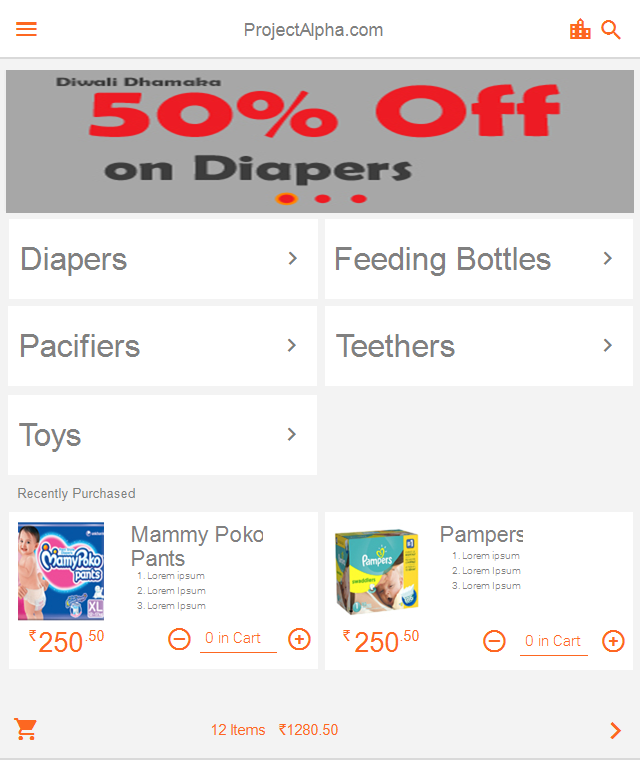 ProjectAlpha.com
Diwali Dhamaka
50% Off
on Diapers
Diapers
Feeding Bottles
Pacifiers
Teethers
Toys
Recently Purchased
MamyPoko
pants
XL
Mammy Poko
Pants
1. Lorem ipsum
2. Lorem Ipsum
3. Lorem Ipsum
₹250.50
0 in Cart
Pampers
swaddlers
Pampers
1. Lorem Ipsum
2. Lorem Ipsum
3. Lorem Ipsum
₹250.50
0 in Cart
12 Items ₹1280.50